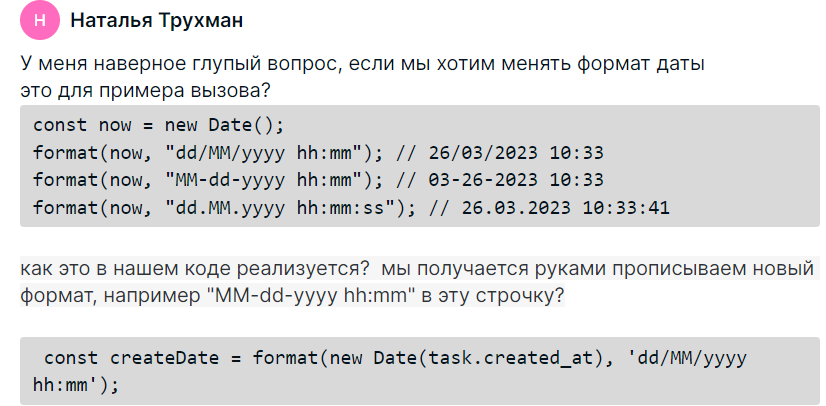 Н
Наталья Трухман
У меня наверное глупый вопрос, если мы хотим менять формат даты
это для примера вызова?
const now = new Date();
format(now, "dd/MM/yyyy hh:mm"); // 26/03/2023 10:33
format(now, "MM-dd-yyyy hh:mm"); // 03-26-2023 10:33
format(now, "dd.MM.yyyy hh:mm:ss"); // 26.03.2023 10:33:41
как это в нашем коде реализуется?  мы получается руками прописываем новый
формат, например "MM-dd-yyyy hh:mm" в эту строчку?
const createDate = format(new Date(task.created_at), 'dd/MM/yyyy
hh:mm');